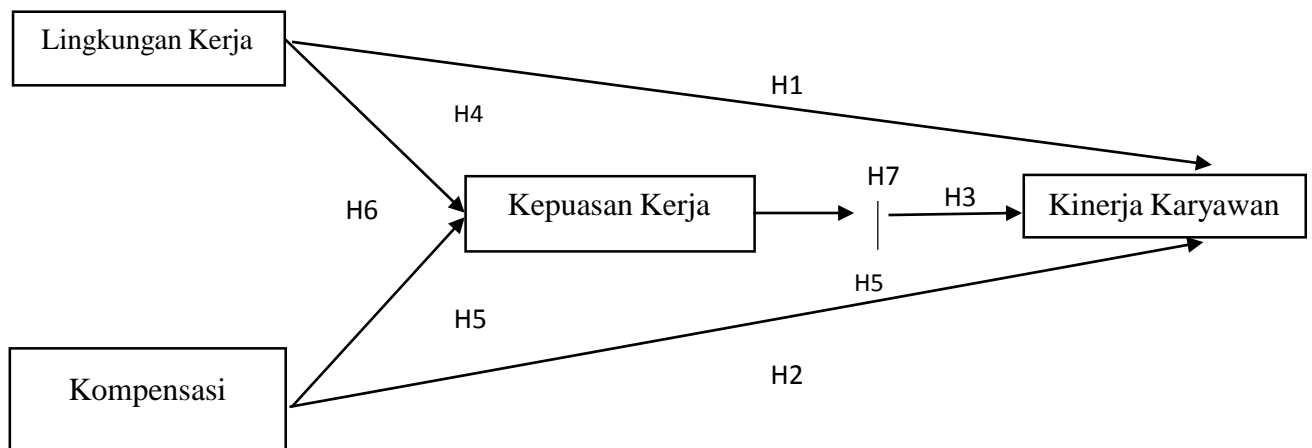 Lingkungan Kerja
H1
H4
H7
H6
Kepuasan Kerja
H3
Kinerja Karyawan
H5
H5
H2
Kompensasi